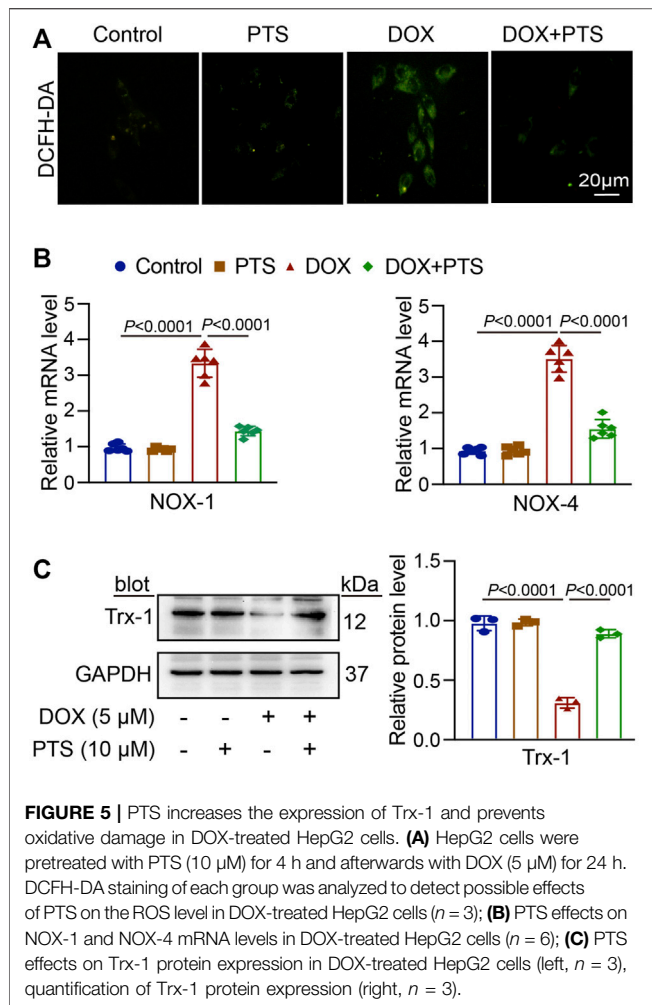 A
Control PTS DOX DOX+PTS
DCFH-DA
20µm
B
Control PTS DOX DOX+PTS
Relative mRNA level
5
4
3
2
1
0
P<0.0001 P<0.0001
NOX-1
Relative mRNA level
5
4
3
2
1
0
P<0.0001 P<0.0001
NOX-4
C
blot kDa
Trx-1 12
GAPDH 37
DOX (5 µM) - - + +
PTS (10 µM) - + - +
Relative protein level
1.5
1.0
0.5
0.0
P<0.0001 P<0.0001
Trx-1
FIGURE 5 | PTS increases the expression of Trx-1 and prevents
oxidative damage in DOX-treated HepG2 cells. (A) HepG2 cells were
pretreated with PTS (10 µM) for 4 h and afterwards with DOX (5 µM) for 24 h.
DCFH-DA staining of each group was analyzed to detect possible effects
of PTS on the ROS level in DOX-treated HepG2 cells (n = 3); (B) PTS effects on
NOX-1 and NOX-4 mRNA levels in DOX-treated HepG2 cells (n = 6); (C) PTS
effects on Trx-1 protein expression in DOX-treated HepG2 cells (left, n = 3),
quantification of Trx-1 protein expression (right, n = 3).